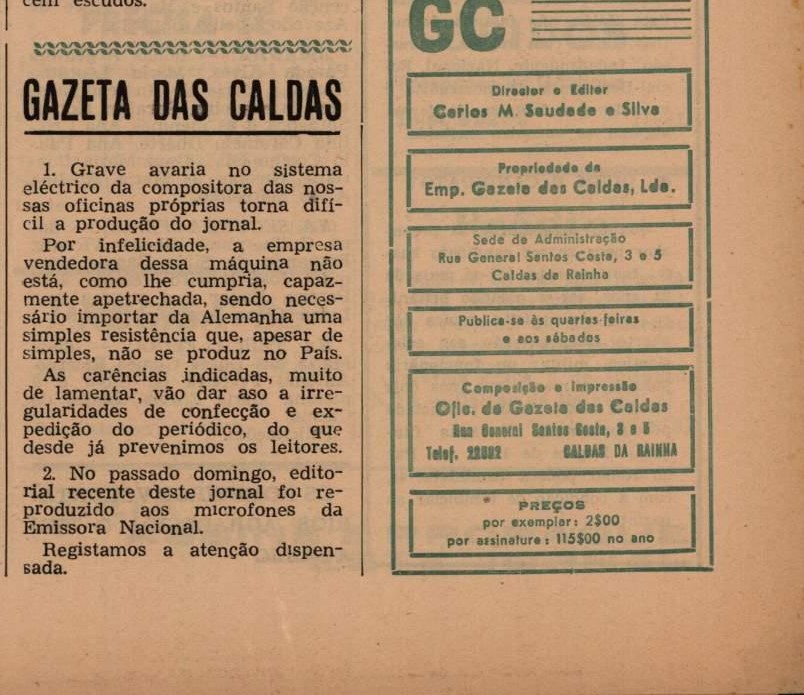 cem escudos.
GAZETA DAS CALDAS
1. Grave avaria no sistema
eléctrico da compositora das nos-
sas oficinas próprias torna difí-
cil a produção do jornal.
Por infelicidade, a empresa
vendedora dessa máquina não
está, como lhe cumpria, capaz-
mente apetrechada, sendo neces-
sário importar da Alemanha uma
simples resistência que, apesar de
simples, não se produz no País.
As carências indicadas, muito
de lamentar, vão dar aso a irre-
gularidades de confecção e ex-
pedição do periódico, do que
desde já prevenimos os leitores.
2. No passado domingo, edito-
rial recente deste jornal foi re-
produzido aos microfones da
Emissora Nacional.
Registamos a atenção dispen-
sada.
GC
Director e Editor
Carlos M. Saudade e Silva
Propriedade da
Emp. Gazeta das Caldas, Lda.
Sede de Administração
Rua General Santos Costa, 3 e 5
Caldas da Rainha
Publica-se às quartas-feiras
e aos sábados
Composição e Impressão
Ofic. da Gazeta das Caldas
Rua General Santos Costa, 3 e 5
Telef. CALDAS DA RAINHA
PREÇOS
por exemplar: 2$00
por assinatura: 115$00 no ano